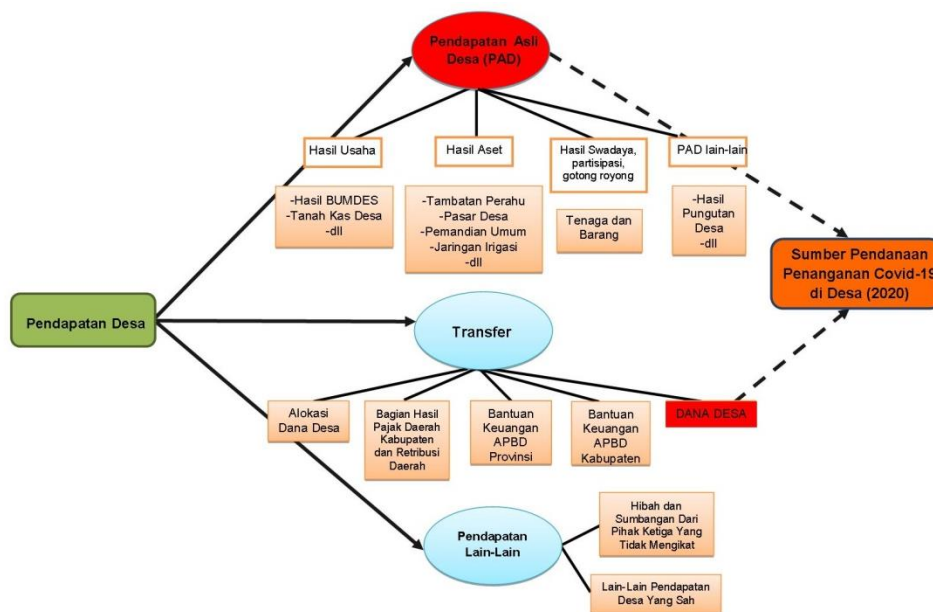 Pendapatan Asli
Desa (PAD)
Hasil Usaha
Hasil Aset
Hasil Swadaya,
partisipasi,
gotong royong
PAD lain-lain
-Hasil BUMDES
-Tanah Kas Desa
-dll
-Tambatan Perahu
-Pasar Desa
-Pemandian Umum
-Jaringan Irigasi
-dll
Tenaga dan
Barang
-Hasil
Pungutan
Desa
-dll
Sumber Pendanaan
Penanganan Covid-19
di Desa (2020)
Pendapatan Desa
Transfer
Alokasi
Dana Desa
Bagian Hasil
Pajak Daerah
Kabupaten
dan Retribusi
Daerah
Bantuan
Keuangan
APBD
Provinsi
Bantuan
Keuangan
APBD
Kabupaten
DANA DESA
Pendapatan
Lain-Lain
Hibah dan
Sumbangan Dari
Pihak Ketiga Yang
Tidak Mengikat
Lain-Lain Pendapatan
Desa Yang Sah